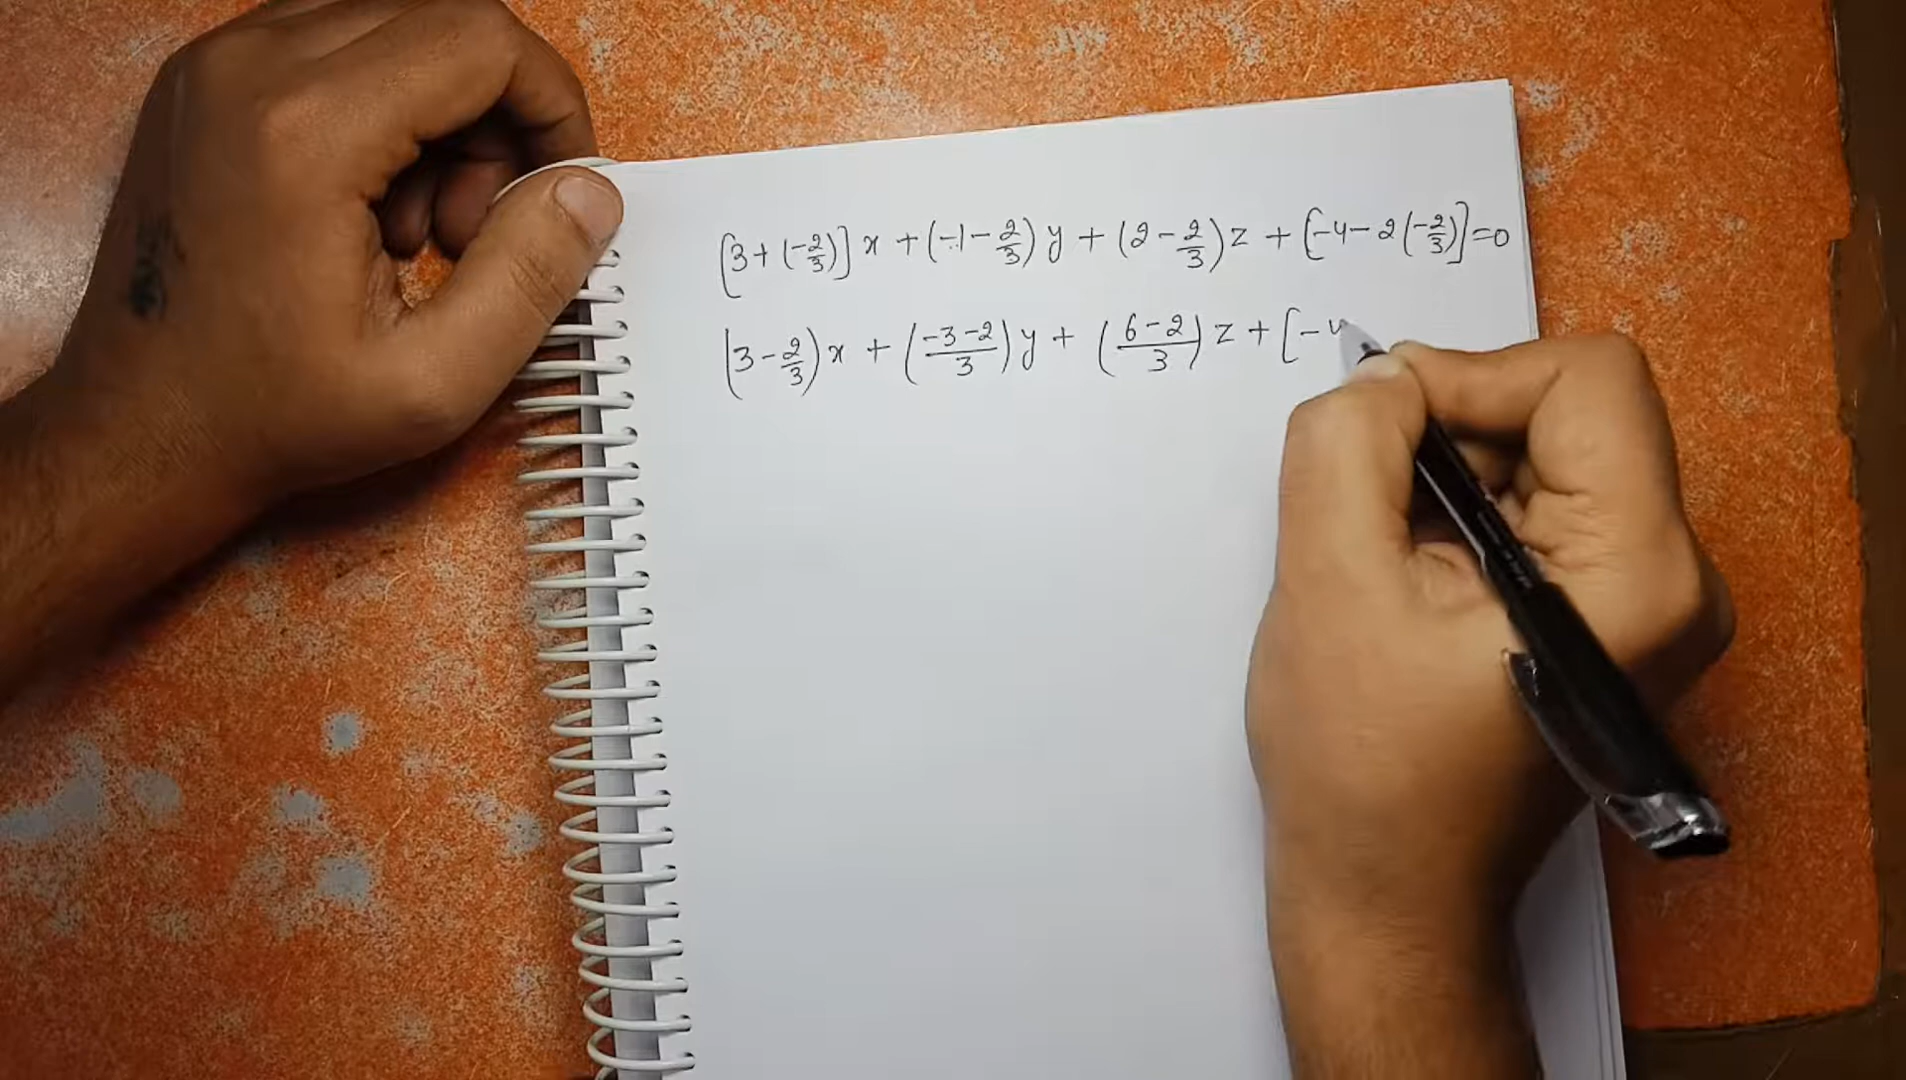 [3 + (-2/3)] x + (-1 - 2/3) y + (2 - 2/3) z + [-4 - 2(-2/3)] = 0
(3 - 2/3) x + ((-3 - 2)/3) y + ((6 - 2)/3) z + [-4